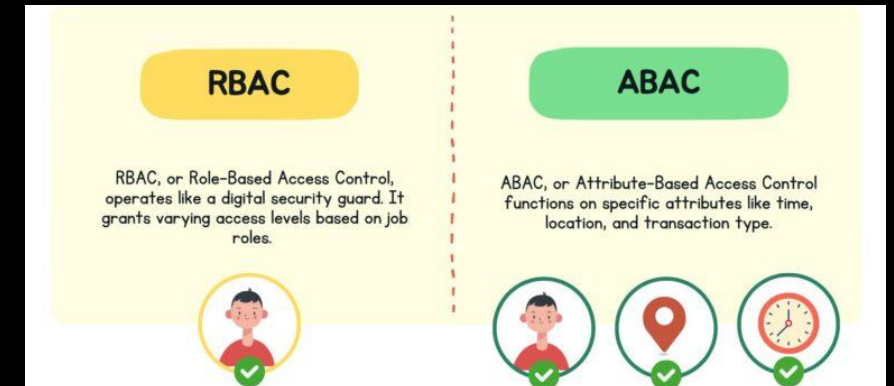 RBAC
RBAC, or Role-Based Access Control,
operates like a digital security guard. It
grants varying access levels based on job
roles.
ABAC
ABAC, or Attribute-Based Access Control
functions on specific attributes like time,
location, and transaction type.